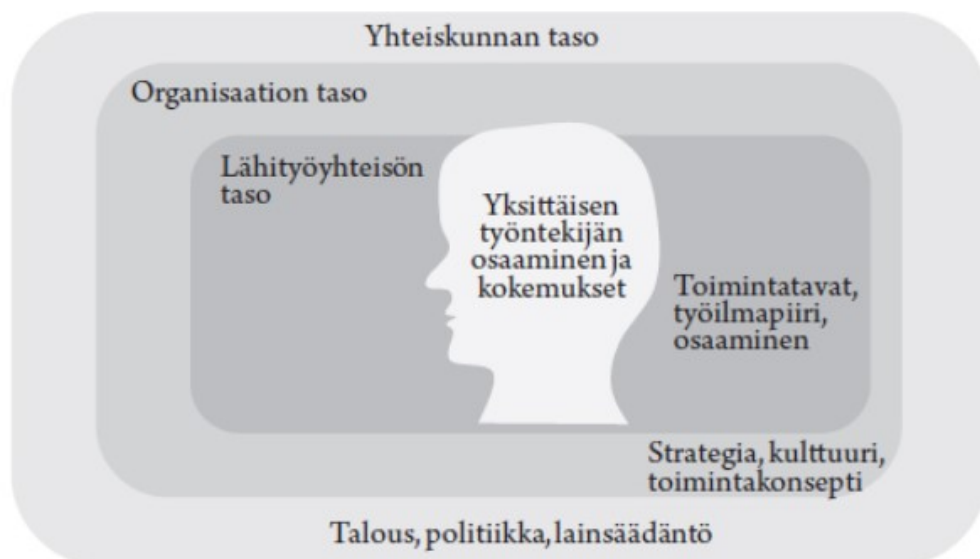 Yhteiskunnan taso
Organisaation taso
Lähityöyhteisön
taso
Yksittäisen
työntekijän
osaaminen ja
kokemukset
Toimintatavat,
työilmapiiri,
osaaminen
Strategia, kulttuuri,
toimintakonsepti
Talous, politiikka, lainsäädäntö